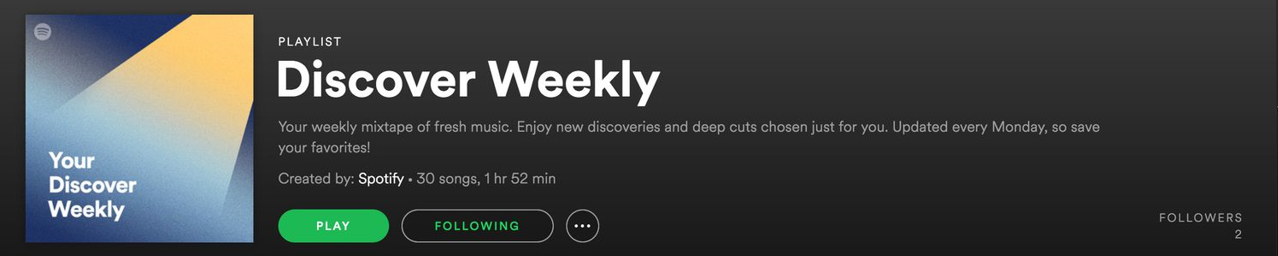 Your
Discover
Weekly
PLAYLIST
Discover Weekly
Your weekly mixtape of fresh music. Enjoy new discoveries and deep cuts chosen just for you. Updated every Monday, so save
your favorites!
Created by: Spotify • 30 songs, 1 hr 52 min
PLAY
FOLLOWING
FOLLOWERS
2